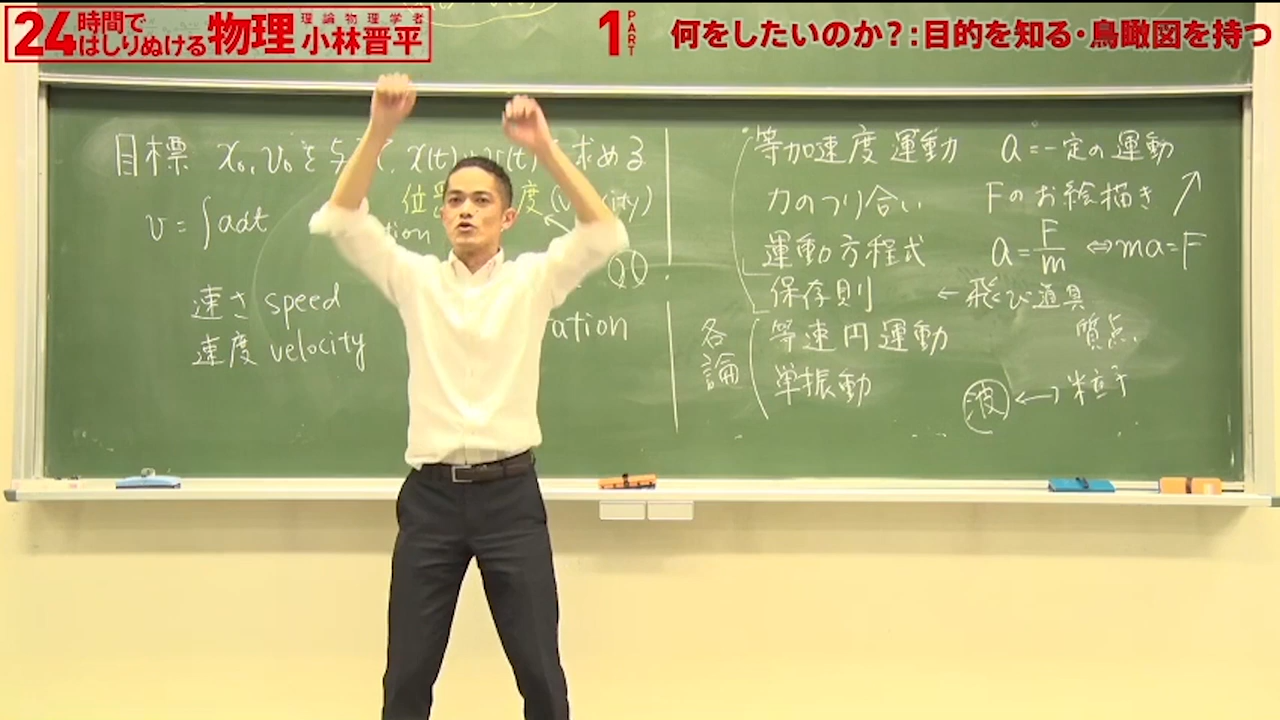 24時間ではしりぬける物理
理論物理学者
小林晋平
1 PART
何をしたいのか?:目的を知る・鳥瞰図を持つ
目標 x₀, v₀を与 x(t) v(t) 求める
位 度
v = ∫adt
tion
速さ speed
速度 velocity
ation
等加速度運動 a=一定の運動
力のつり合い Fのお絵描き
運動方程式 a = F/m ⇔ ma = F
保存則 ← 飛び道具
各論
等速円運動 質点
単振動
波 ↔ 粒子